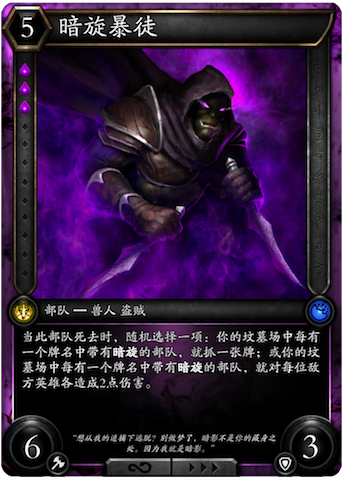 5 暗旋暴徒
部队 — 兽人 盗贼
当此部队死去时，随机选择一项：你的坟墓场中每有
一个牌名中带有暗旋的部队，就抓一张牌；或你的坟
墓场中每有一个牌名中带有暗旋的部队，就对每位敌
方英雄各造成2点伤害。
“想从我的追捕下逃脱？别做梦了，暗影不是你的藏身之
处。因为我就是暗影。”
6 3